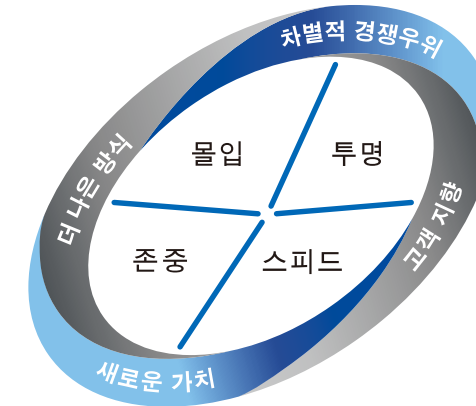 차별적 경쟁우위
더 나은 방식
몰입
투명
고객 지향
존중
스피드
새로운 가치